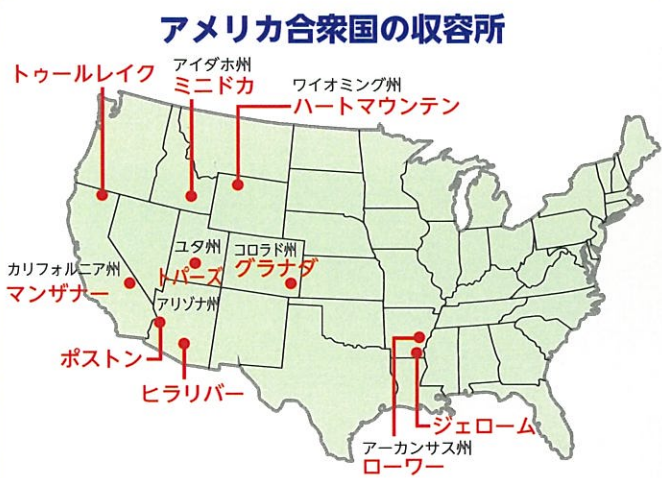 アメリカ合衆国の収容所
トゥールレイク
アイダホ州
ミニドカ
ワイオミング州
ハートマウンテン
ユタ州
トパーズ
コロラド州
グラナダ
カリフォルニア州
マンザナー
アリゾナ州
ポストン
ヒラリバー
ジェローム
アーカンサス州
ローワー